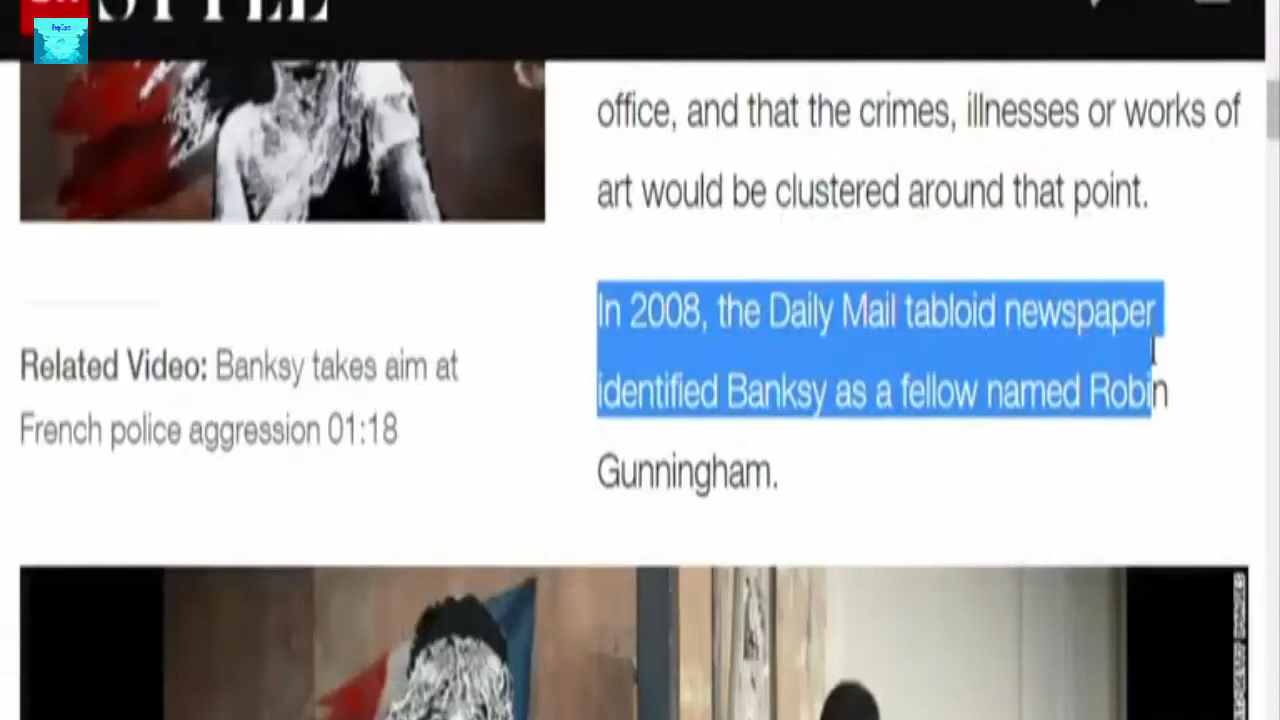 STYLE
office, and that the crimes, illnesses or works of
art would be clustered around that point.
In 2008, the Daily Mail tabloid newspaper
identified Banksy as a fellow named Robin
Gunningham.
Related Video: Banksy takes aim at
French police aggression 01:18